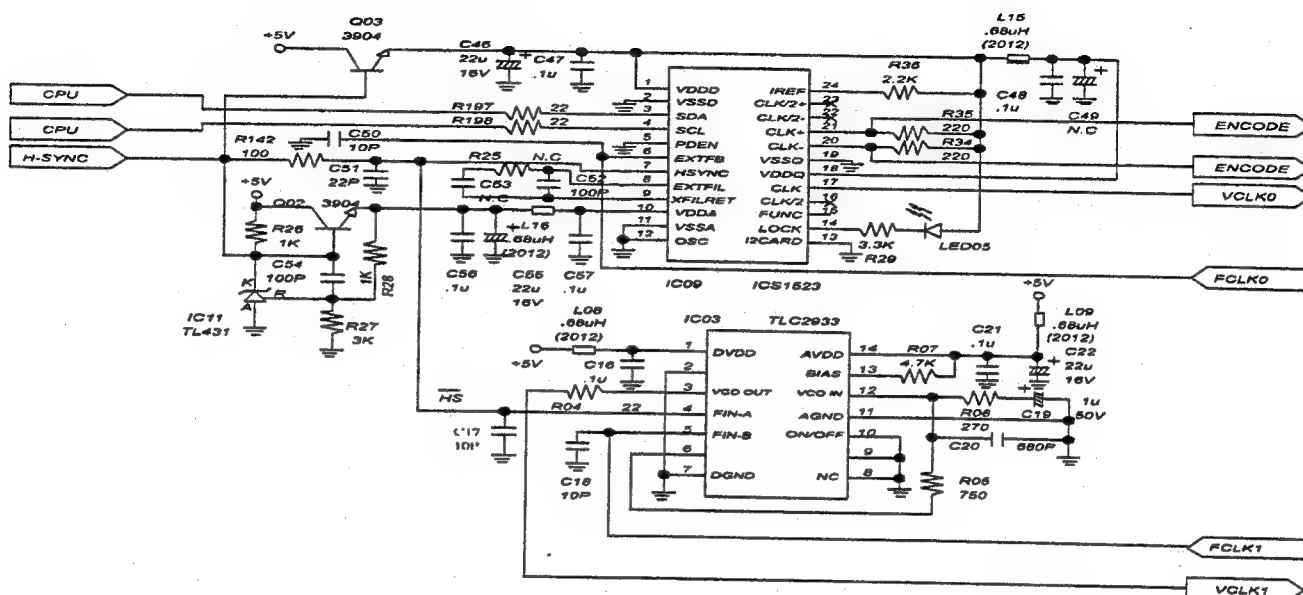 Q03
3904
+5V
C46
22u
16V
C47
.1u
L15
.68uH
(2012)
R36
2.2K
C48
.1u
C49
N.C
CPU
CPU
H-SYNC
R197
22
R198
22
R142
100
C50
10P
C51
22P
R25
N.C
C53
N.C
C52
100P
1
VDDD
2
VSSD
3
SDA
4
SCL
5
PDEN
6
EXTFB
7
HSYNC
8
EXTFIL
9
XFILRET
10
VDDA
11
VSSA
12
OSC
IREF
24
CLK/2+
CLK/2-
CLK+
21
CLK-
20
VSSQ
19
VDDQ
18
CLK
17
CLK/2
16
FUNC
15
LOCK
14
I2CARD
13
IC09
ICS1523
R35
220
R34
220
ENCODE
ENCODE
VCLK0
3.3K
R29
LED05
FCLK0
+5V
Q02
3904
R26
1K
C54
100P
1K
R28
K
R
A
IC11
TL431
R27
3K
C56
.1u
C55
22u
16V
L16
.68uH
(2012)
C57
.1u
L08
.68uH
(2012)
+5V
C16
.1u
IC03
TLC2933
1
DVDD
2
3
VCO OUT
4
FIN-A
5
FIN-B
6
7
DGND
AVDD
14
BIAS
13
VCO IN
12
AGND
11
ON/OFF
10
9
NC
8
R04
22
HS
C17
10P
C18
10P
R07
4.7K
C21
.1u
+5V
L09
.68uH
(2012)
C22
22u
16V
R06
270
C19
1u
50V
C20
680P
R05
750
FCLK1
VCLK1